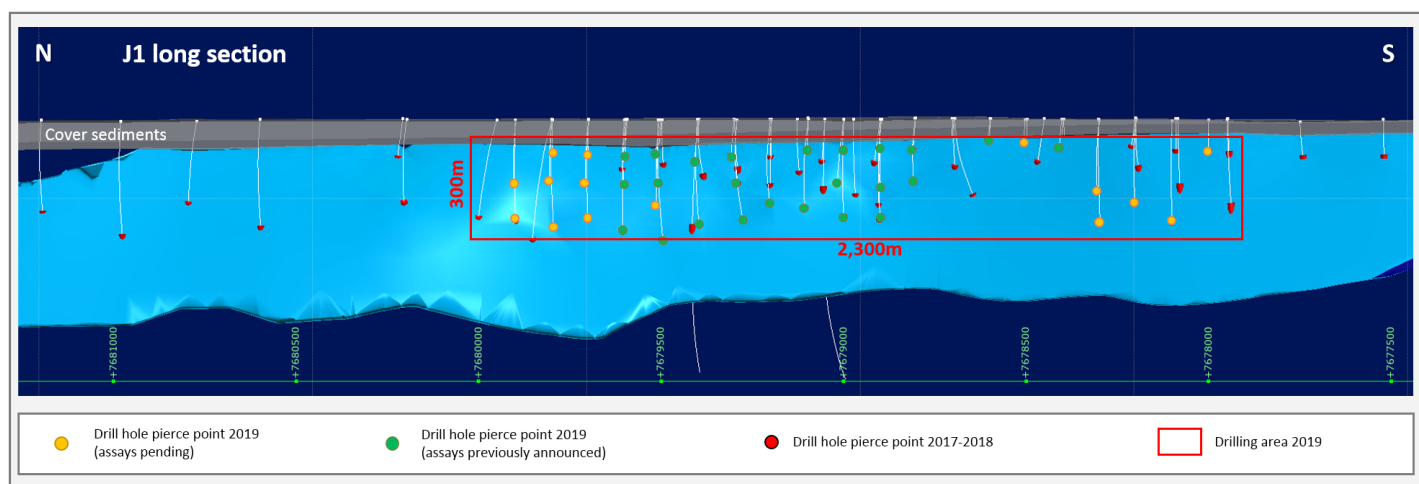 N
J1 long section
S
Cover sediments
300m
2,300m
+7681000
+7680500
+7680000
+7679500
+7679000
+7678500
+7678000
+7677500
Drill hole pierce point 2019
(assays pending)
Drill hole pierce point 2019
(assays previously announced)
Drill hole pierce point 2017-2018
Drilling area 2019